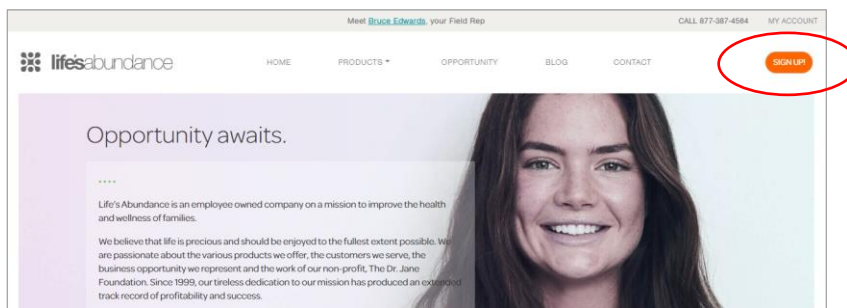 Meet Bruce Edwards, your Field Rep
CALL 877-387-4564
MY ACCOUNT
life'sabundance
HOME
PRODUCTS
OPPORTUNITY
BLOG
CONTACT
SIGN UP!
Opportunity awaits.
Life's Abundance is an employee owned company on a mission to improve the health
and wellness of families.
We believe that life is precious and should be enjoyed to the fullest extent possible. We
are passionate about the various products we offer, the customers we serve, the
business opportunity we represent and the work of our non-profit, The Dr. Jane
Foundation. Since 1999, our tireless dedication to our mission has produced an extended
track record of profitability and success.